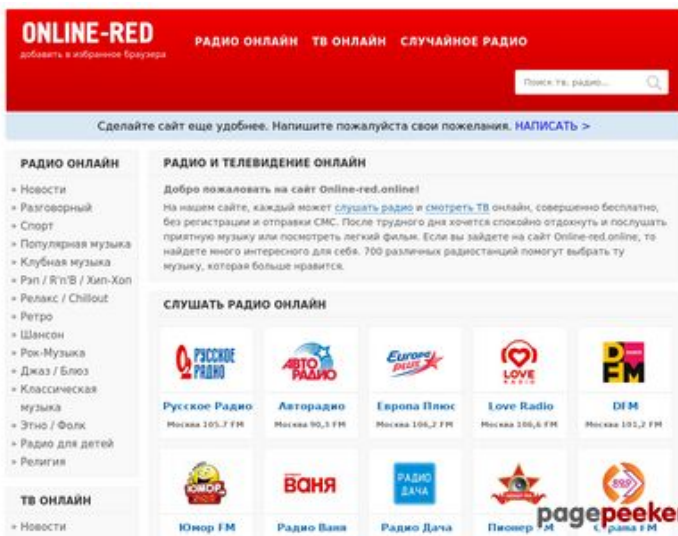 ONLINE-RED
добавить в избранное браузера
РАДИО ОНЛАЙН ТВ ОНЛАЙН СЛУЧАЙНОЕ РАДИО
Поиск тв, радио...
Сделайте сайт еще удобнее. Напишите пожалуйста свои пожелания. НАПИСАТЬ >
РАДИО ОНЛАЙН
» Новости
» Разговорный
» Спорт
» Популярная музыка
» Клубная музыка
» Рэп / R'n'B / Хип-Хоп
» Релакс / Chillout
» Ретро
» Шансон
» Рок-Музыка
» Джаз / Блюз
» Классическая
музыка
» Этно / Фолк
» Радио для детей
» Религия
ТВ ОНЛАЙН
» Новости
РАДИО И ТЕЛЕВИДЕНИЕ ОНЛАЙН
Добро пожаловать на сайт Online-red.online!
На нашем сайте, каждый может слушать радио и смотреть ТВ онлайн, совершенно бесплатно,
без регистрации и отправки СМС. После трудного дня хочется спокойно отдохнуть и послушать
приятную музыку или посмотреть легкий фильм. Если вы зайдете на сайт Online-red.online, то
найдете много интересного для себя. 700 различных радиостанций помогут выбрать ту
музыку, которая больше нравится.
СЛУШАТЬ РАДИО ОНЛАЙН
РУССКОЕ РАДИО
АВТО РАДИО
Европа plus
LOVE RADIO
DFM
Русское Радио Авторадио Европа Плюс Love Radio DFM
Москва 105.7 FM Москва 90,3 FM Москва 106,2 FM Москва 106,6 FM Москва 101,2 FM
ЮМОР
ВАНЯ
РАДИО ДАЧА
89,9
Юмор FM Радио Ваня Радио Дача Пионер FM Страна FM
pagepeeker